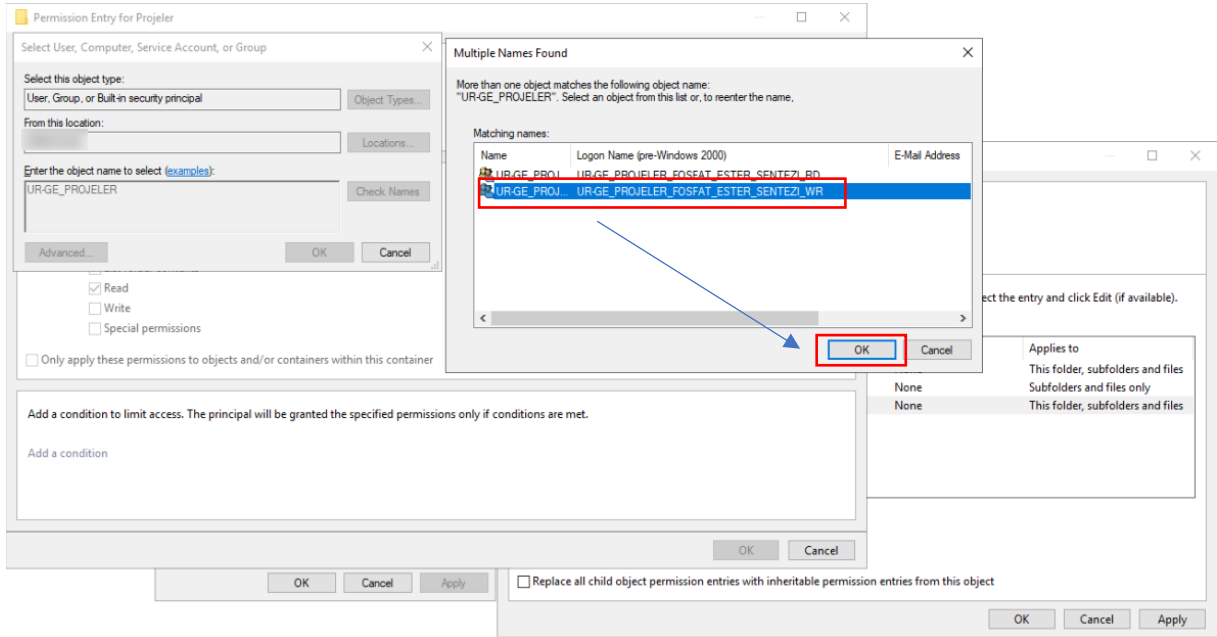 Permission Entry for Projeler
Select User, Computer, Service Account, or Group
Select this object type:
User, Group, or Built-in security principal
Object Types...
From this location:
Locations...
Enter the object name to select (examples):
UR-GE_PROJELER
Check Names
Advanced...
OK
Cancel
Read
Write
Special permissions
Only apply these permissions to objects and/or containers within this container
Add a condition to limit access. The principal will be granted the specified permissions only if conditions are met.
Add a condition
OK
Cancel
Multiple Names Found
More than one object matches the following object name:
"UR-GE_PROJELER". Select an object from this list or, to reenter the name,
Matching names:
Name Logon Name (pre-Windows 2000) E-Mail Address
UR-GE_PROJ... UR-GE_PROJELER_FOSFAT_ESTER_SENTEZI_RD
UR-GE_PROJ... UR-GE_PROJELER_FOSFAT_ESTER_SENTEZI_WR
OK
Cancel
ect the entry and click Edit (if available).
Applies to
This folder, subfolders and files
None Subfolders and files only
None This folder, subfolders and files
OK
Cancel
Apply
Replace all child object permission entries with inheritable permission entries from this object
OK
Cancel
Apply